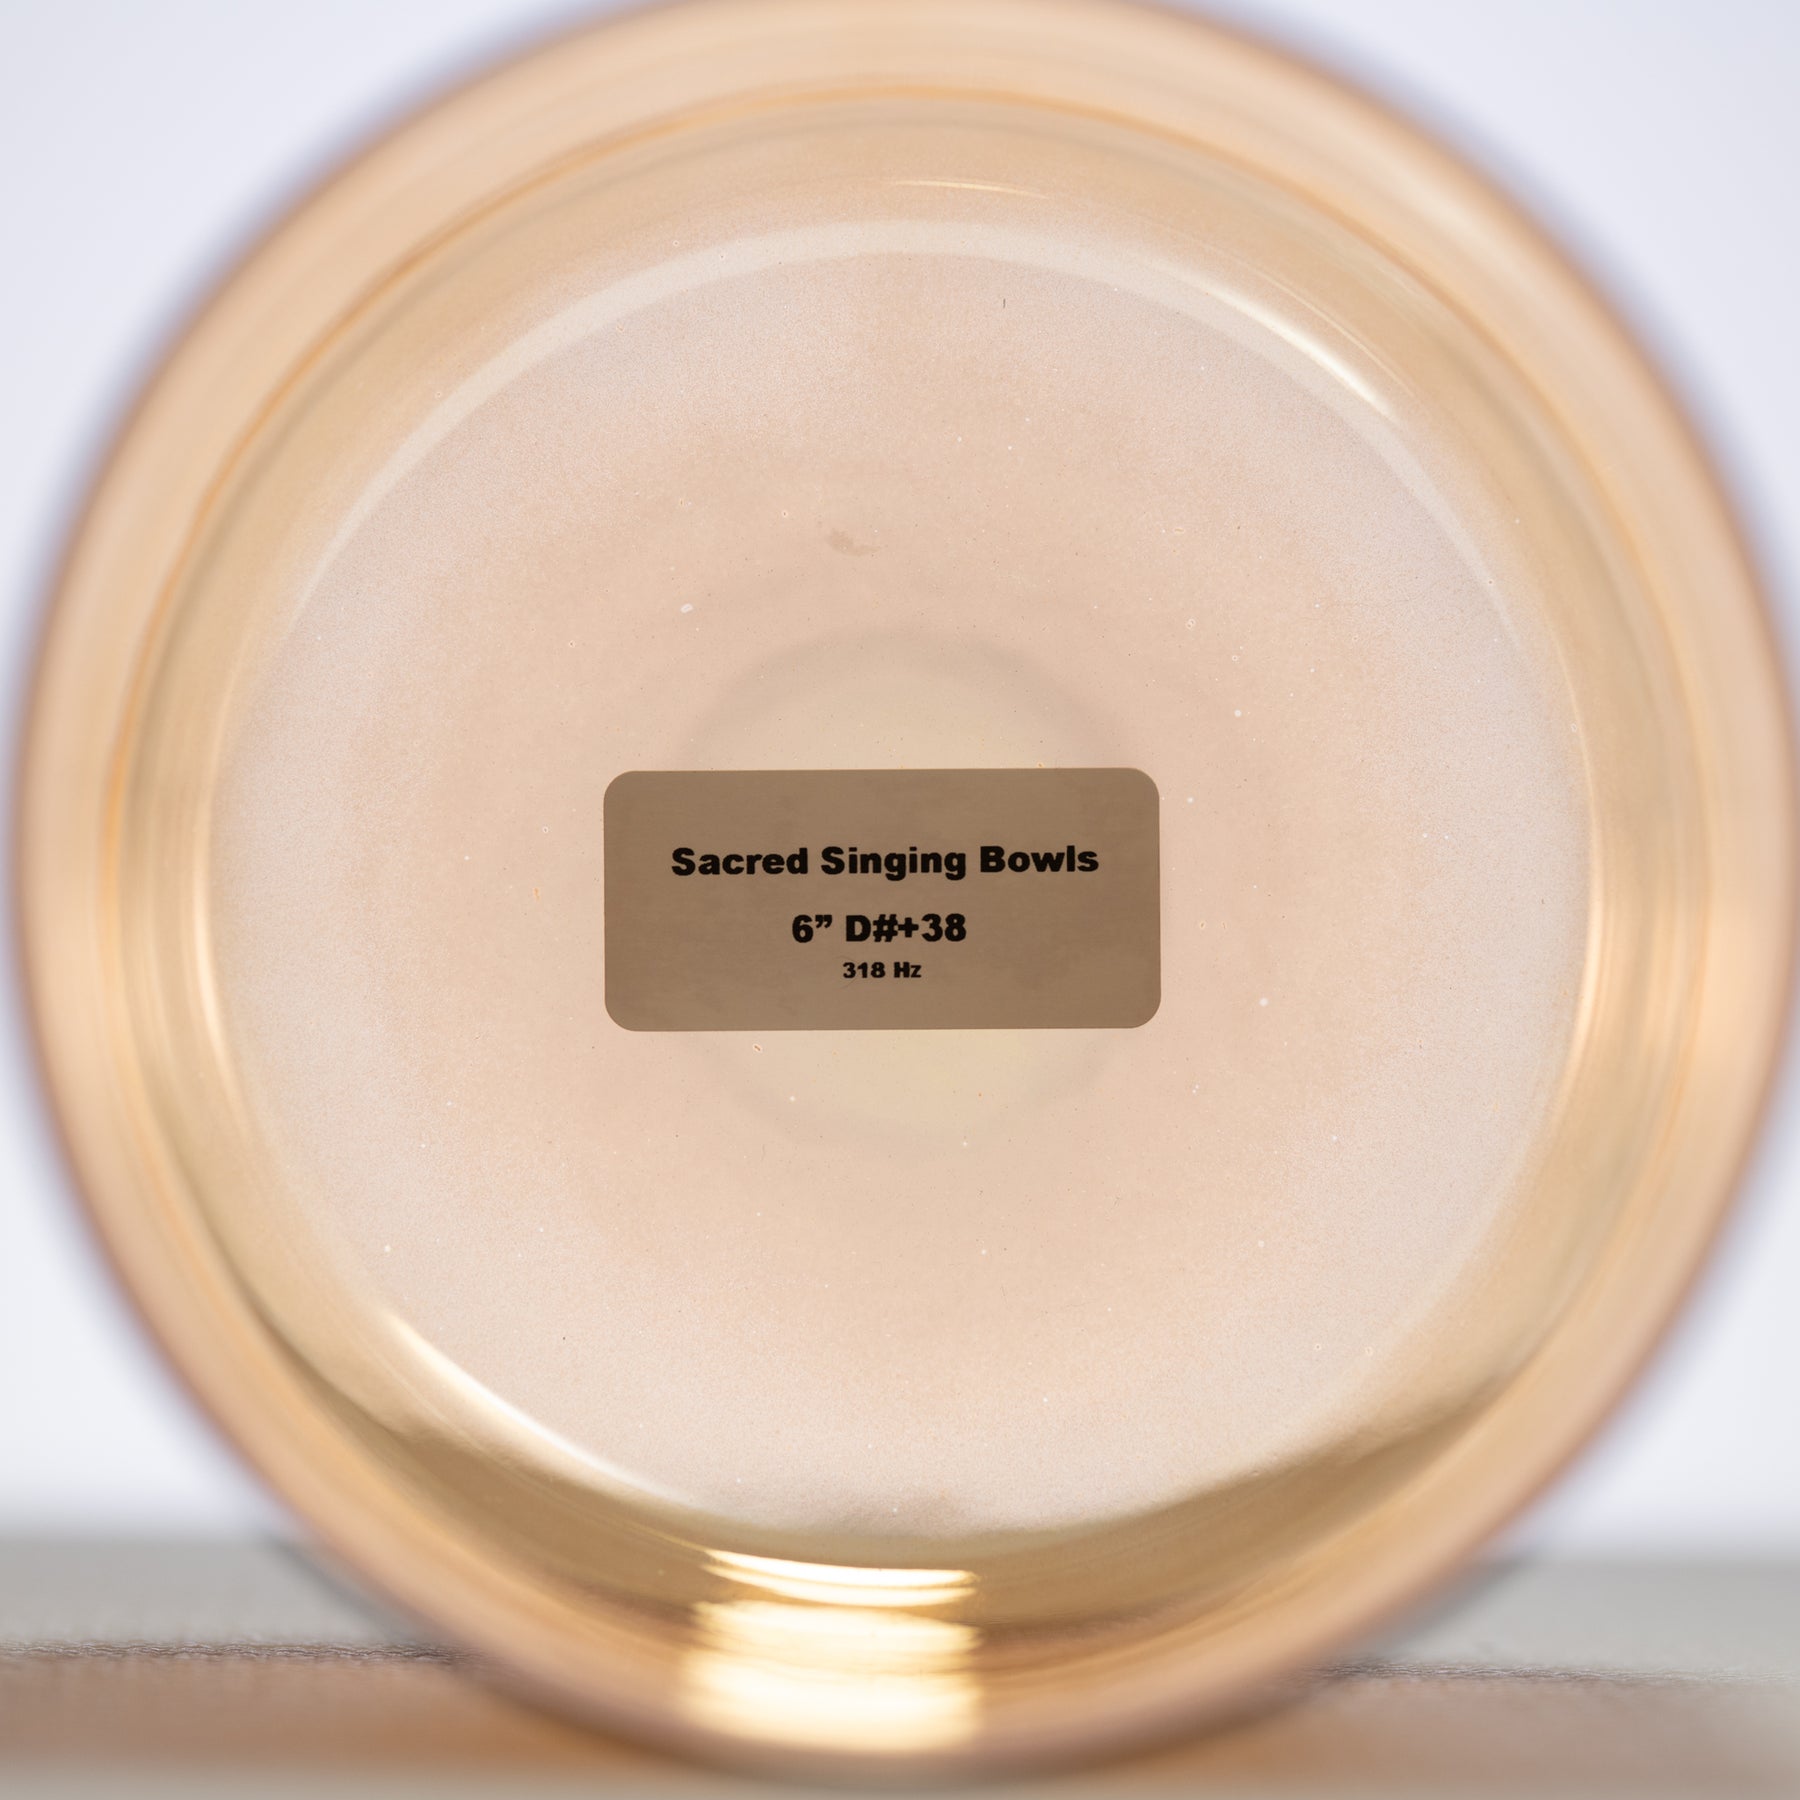 Sacred Singing Bowls
6” D#+38
318 Hz